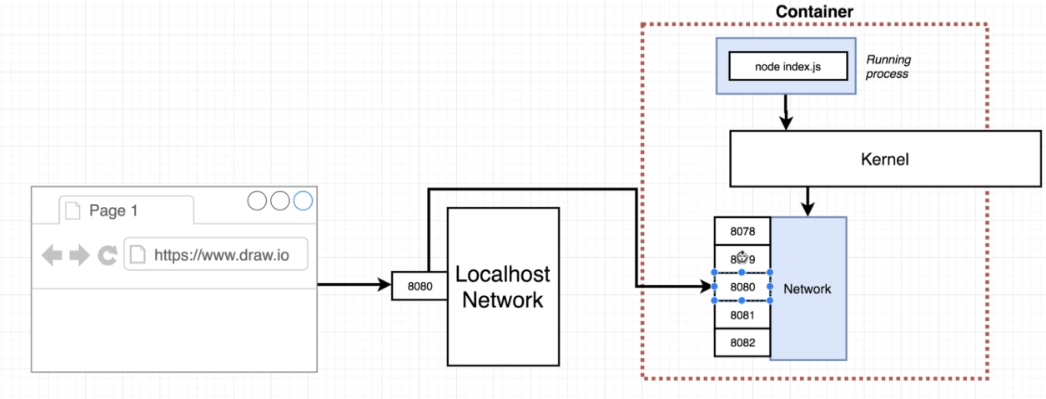 Container
node index.js
Running
process
Kernel
Page 1
https://www.draw.io
8080
Localhost
Network
8078
8080
8081
8082
Network